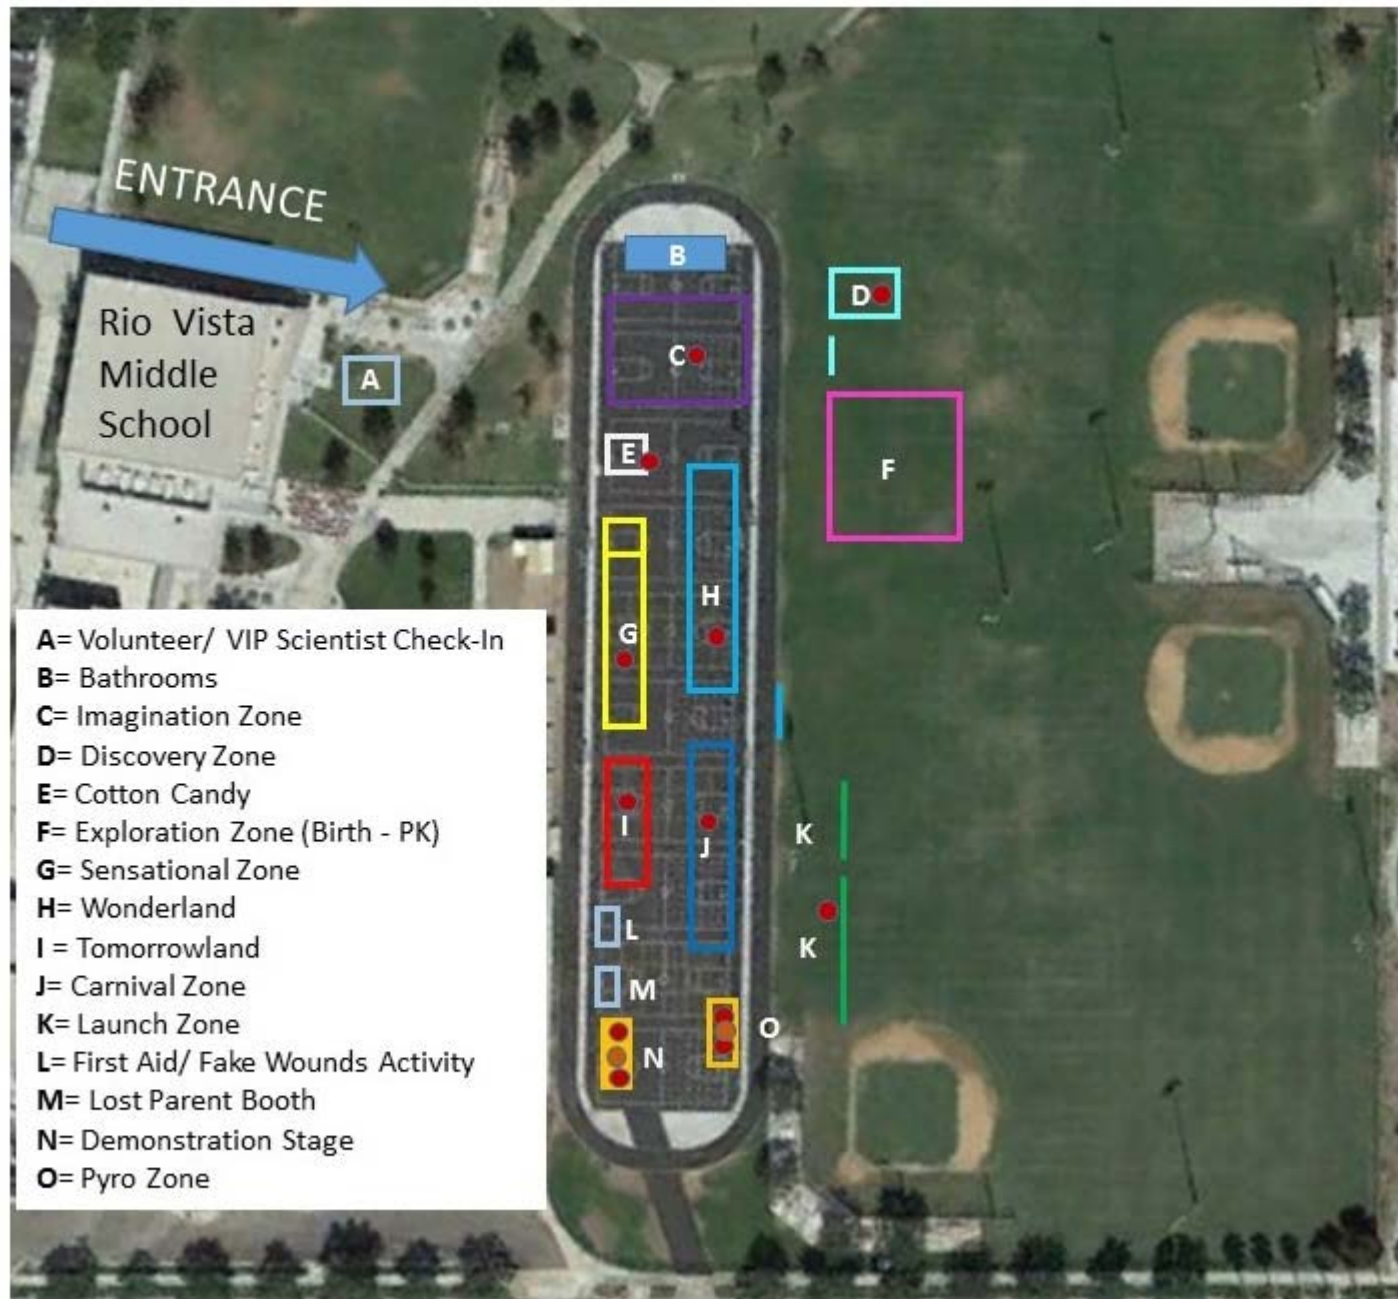 ENTRANCE
Rio Vista
Middle
School
A
B
C
D
E
F
G
H
I
J
K
K
L
M
N
O
A= Volunteer/ VIP Scientist Check-In
B= Bathrooms
C= Imagination Zone
D= Discovery Zone
E= Cotton Candy
F= Exploration Zone (Birth - PK)
G= Sensational Zone
H= Wonderland
I = Tomorrowland
J= Carnival Zone
K= Launch Zone
L= First Aid/ Fake Wounds Activity
M= Lost Parent Booth
N= Demonstration Stage
O= Pyro Zone